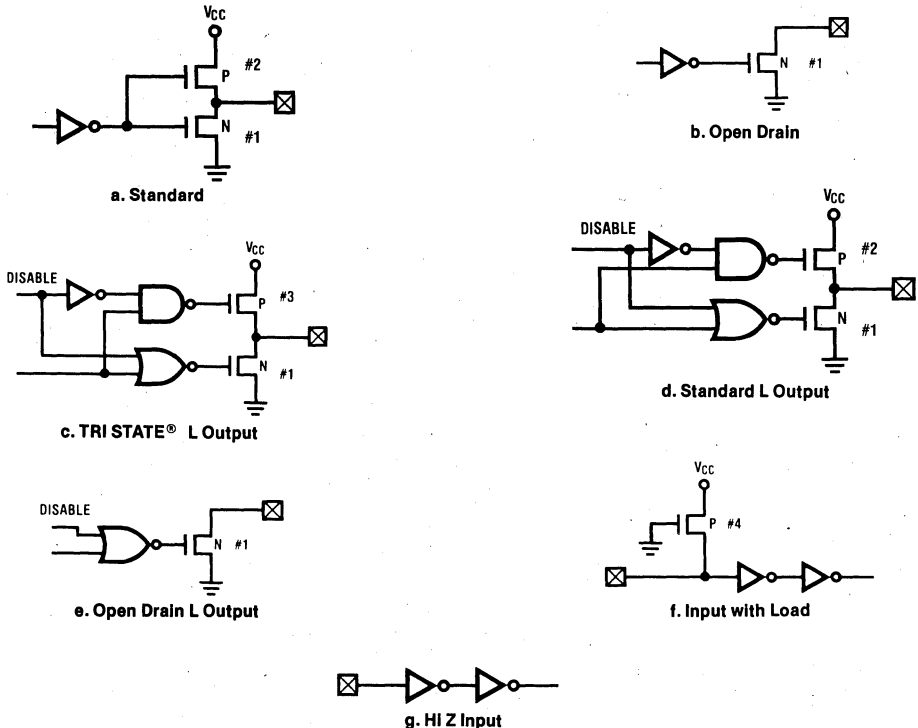 VCC
#2
P
N
#1
a. Standard
N #1
b. Open Drain
DISABLE
VCC
P #3
N #1
c. TRI STATE® L Output
DISABLE
VCC
P #2
N #1
d. Standard L Output
DISABLE
N #1
e. Open Drain L Output
VCC
P #4
f. Input with Load
g. HI Z Input